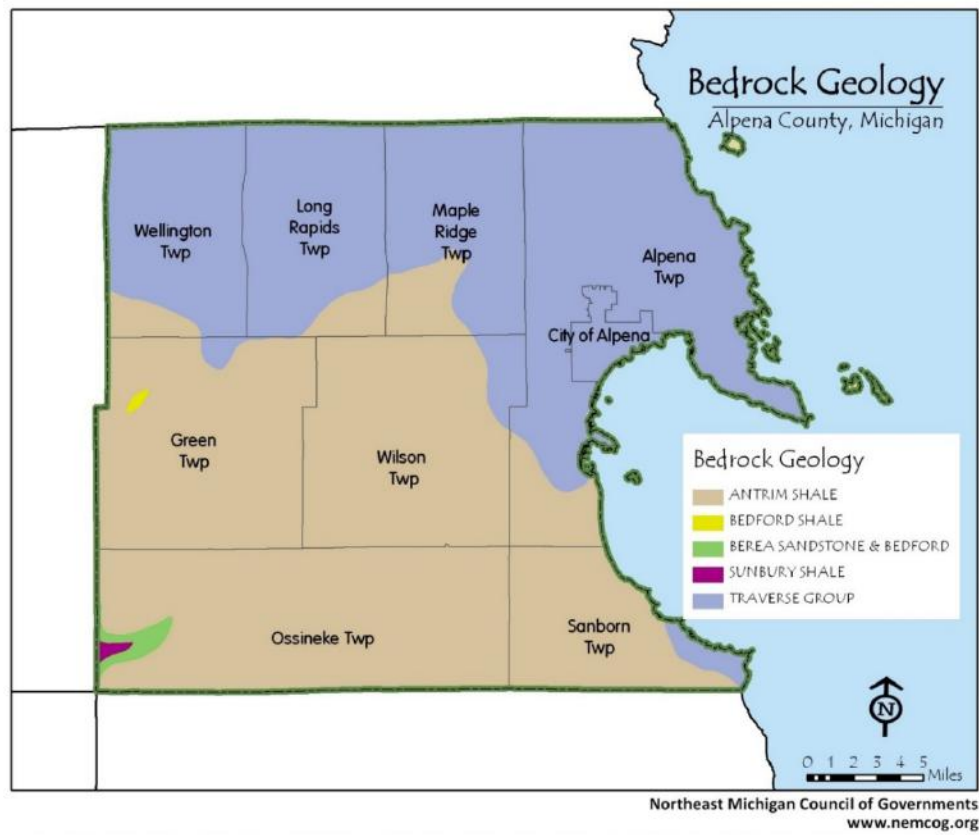 Bedrock Geology
Alpena County, Michigan
Wellington
Twp
Long
Rapids
Twp
Maple
Ridge
Twp
Alpena
Twp
City of Alpena
Green
Twp
Wilson
Twp
Ossineke Twp
Sanborn
Twp
Bedrock Geology
ANTRIM SHALE
BEDFORD SHALE
BEREA SANDSTONE & BEDFORD
SUNBURY SHALE
TRAVERSE GROUP
N
0 1 2 3 4 5
Miles
Northeast Michigan Council of Governments
www.nemcog.org